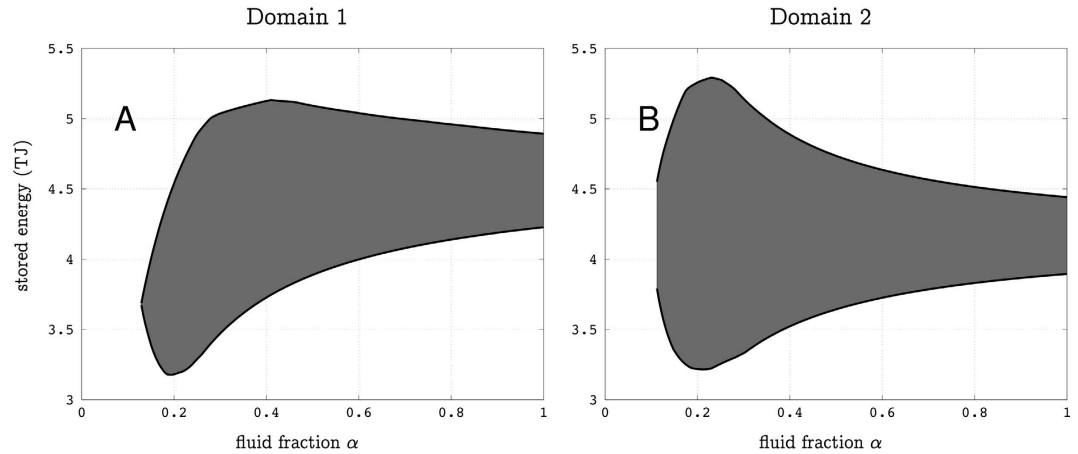 Domain 1
5.5
5
4.5
4
3.5
3
0 0.2 0.4 0.6 0.8 1
stored energy (TJ)
fluid fraction α
A
Domain 2
5.5
5
4.5
4
3.5
3
0 0.2 0.4 0.6 0.8 1
fluid fraction α
B